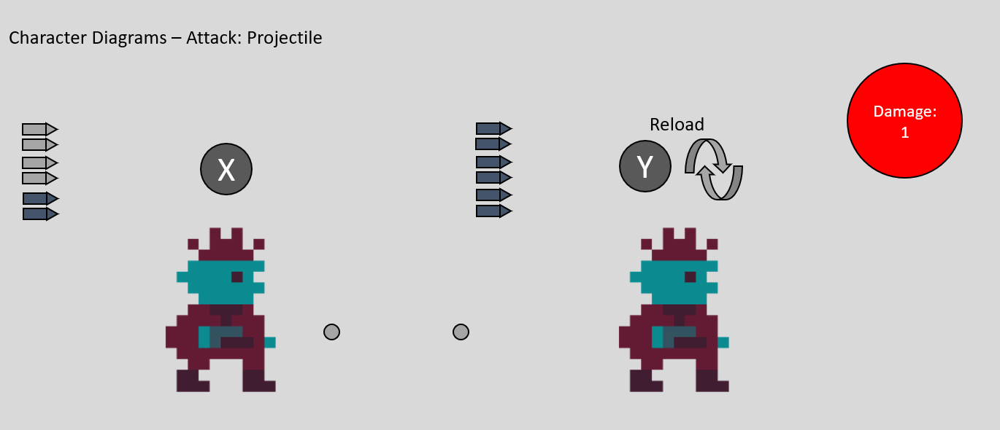 Character Diagrams – Attack: Projectile
Reload
Damage:
1
X
Y